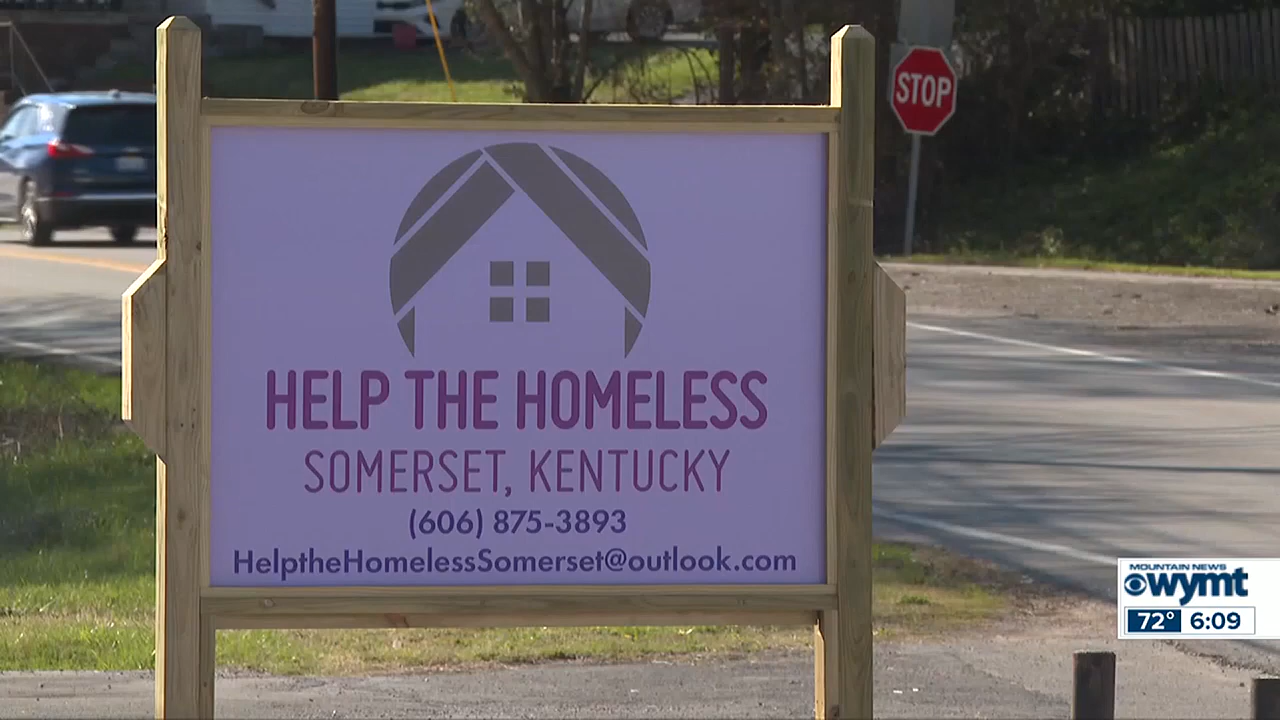 STOP
HELP THE HOMELESS
SOMERSET, KENTUCKY
(606) 875-3893
HelptheHomelessSomerset@outlook.com
MOUNTAIN NEWS
wymt
72° 6:09